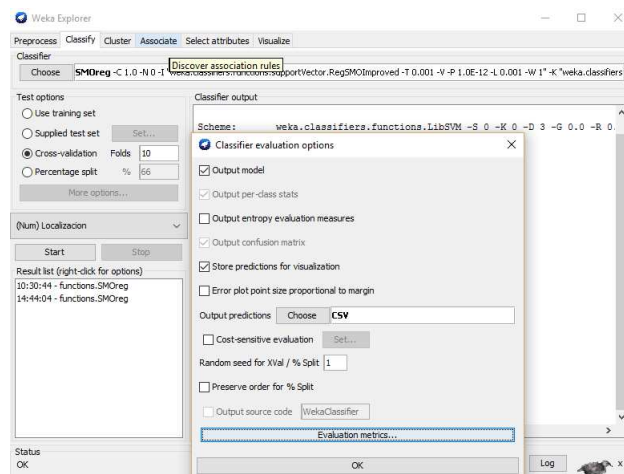 Weka Explorer
Preprocess Classify Cluster Associate Select attributes Visualize
Classifier
Discover association rules
Choose SMOreg -C 1.0 -N 0 -I "weka.classifiers.functions.supportVector.RegSMOImproved -T 0.001 -V -P 1.0E-12 -L 0.001 -W 1" -K "weka.classifiers
Test options
Use training set
Supplied test set Set...
Cross-validation Folds 10
Percentage split % 66
More options...
(Num) Localizacion
Start Stop
Result list (right-click for options)
10:30:44 - functions.SMOreg
14:44:04 - functions.SMOreg
Classifier output
Scheme: weka.classifiers.functions.LibSVM -S 0 -K 0 -D 3 -G 0.0 -R 0.
Classifier evaluation options
Output model
Output per-class stats
Output entropy evaluation measures
Output confusion matrix
Store predictions for visualization
Error plot point size proportional to margin
Output predictions Choose CSV
Cost-sensitive evaluation Set...
Random seed for XVal / % Split 1
Preserve order for % Split
Output source code WekaClassifier
Evaluation metrics...
OK
Status
OK
Log
x